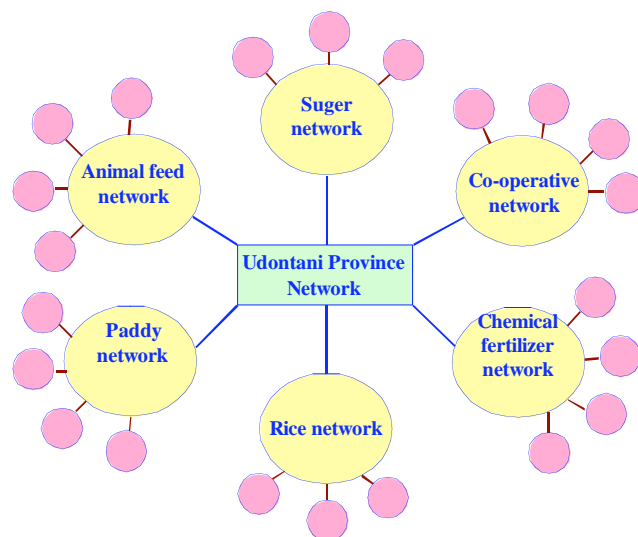 Suger
network
Animal feed
network
Co-operative
network
Udontani Province
Network
Paddy
network
Chemical
fertilizer
network
Rice network